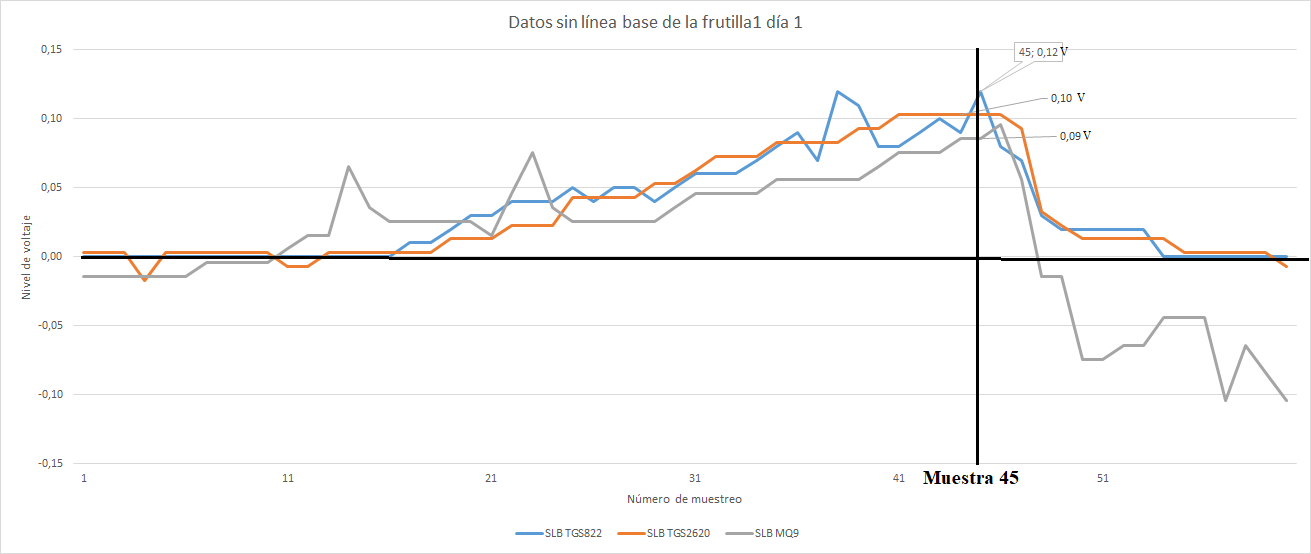 Datos sin línea base de la frutilla1 día 1
0,15
45; 0,12 V
0,10 V
0,10
0,09 V
0,05
0,00
-0,05
-0,10
-0,15
Nivel de voltaje
1 11 21 31 41 Muestra 45 51
Número de muestreo
SLB TGS822 SLB TGS2620 SLB MQ9